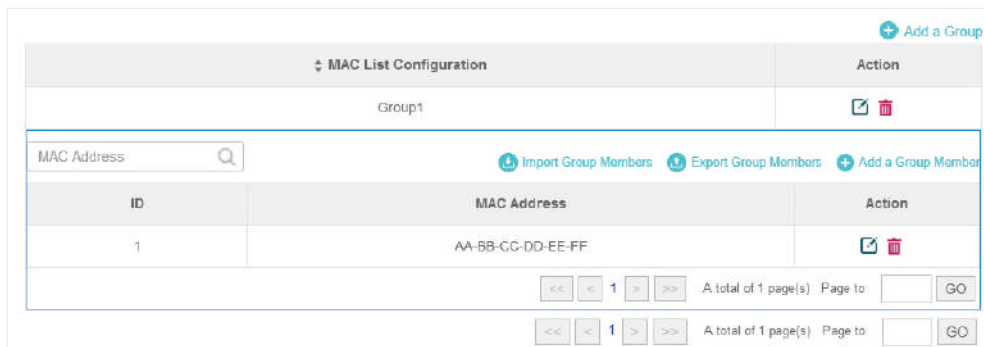 Add a Group
MAC List Configuration Action
Group1
MAC Address Import Group Members Export Group Members Add a Group Member
ID MAC Address Action
1 AA-BB-CC-DD-EE-FF
<< < 1 > >> A total of 1 page(s) Page to GO
<< < 1 > >> A total of 1 page(s) Page to GO